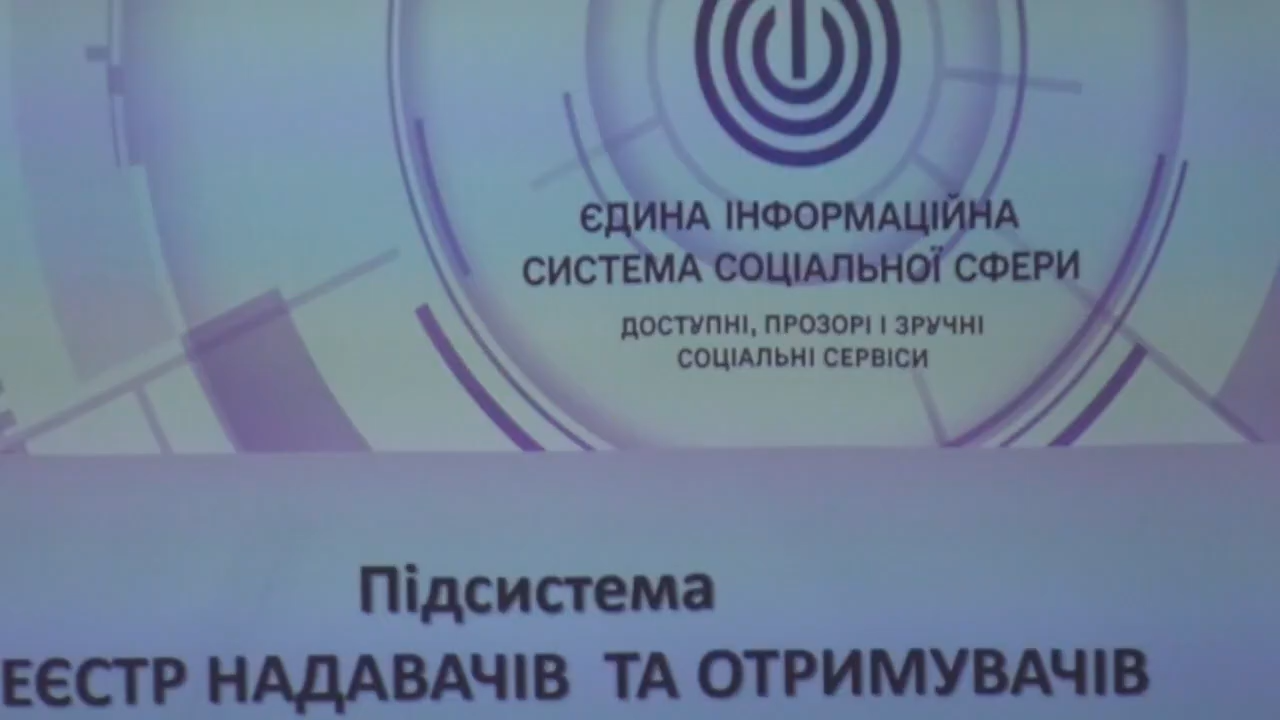 ЄДИНА ІНФОРМАЦІЙНА
СИСТЕМА СОЦІАЛЬНОЇ СФЕРИ
ДОСТУПНІ, ПРОЗОРІ І ЗРУЧНІ
СОЦІАЛЬНІ СЕРВІСИ
Підсистема
ЕЄСТР НАДАВАЧІВ ТА ОТРИМУВАЧІВ